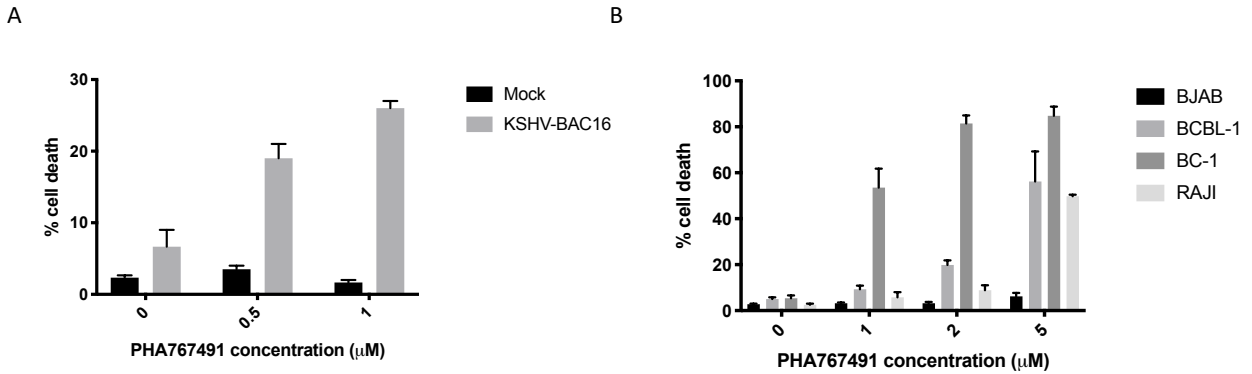 A
B
30
20
10
0
% cell death
0
0.5
1
PHA767491 concentration (μM)
Mock
KSHV-BAC16
100
80
60
40
20
0
% cell death
0
1
2
5
PHA767491 concentration (μM)
BJAB
BCBL-1
BC-1
RAJI